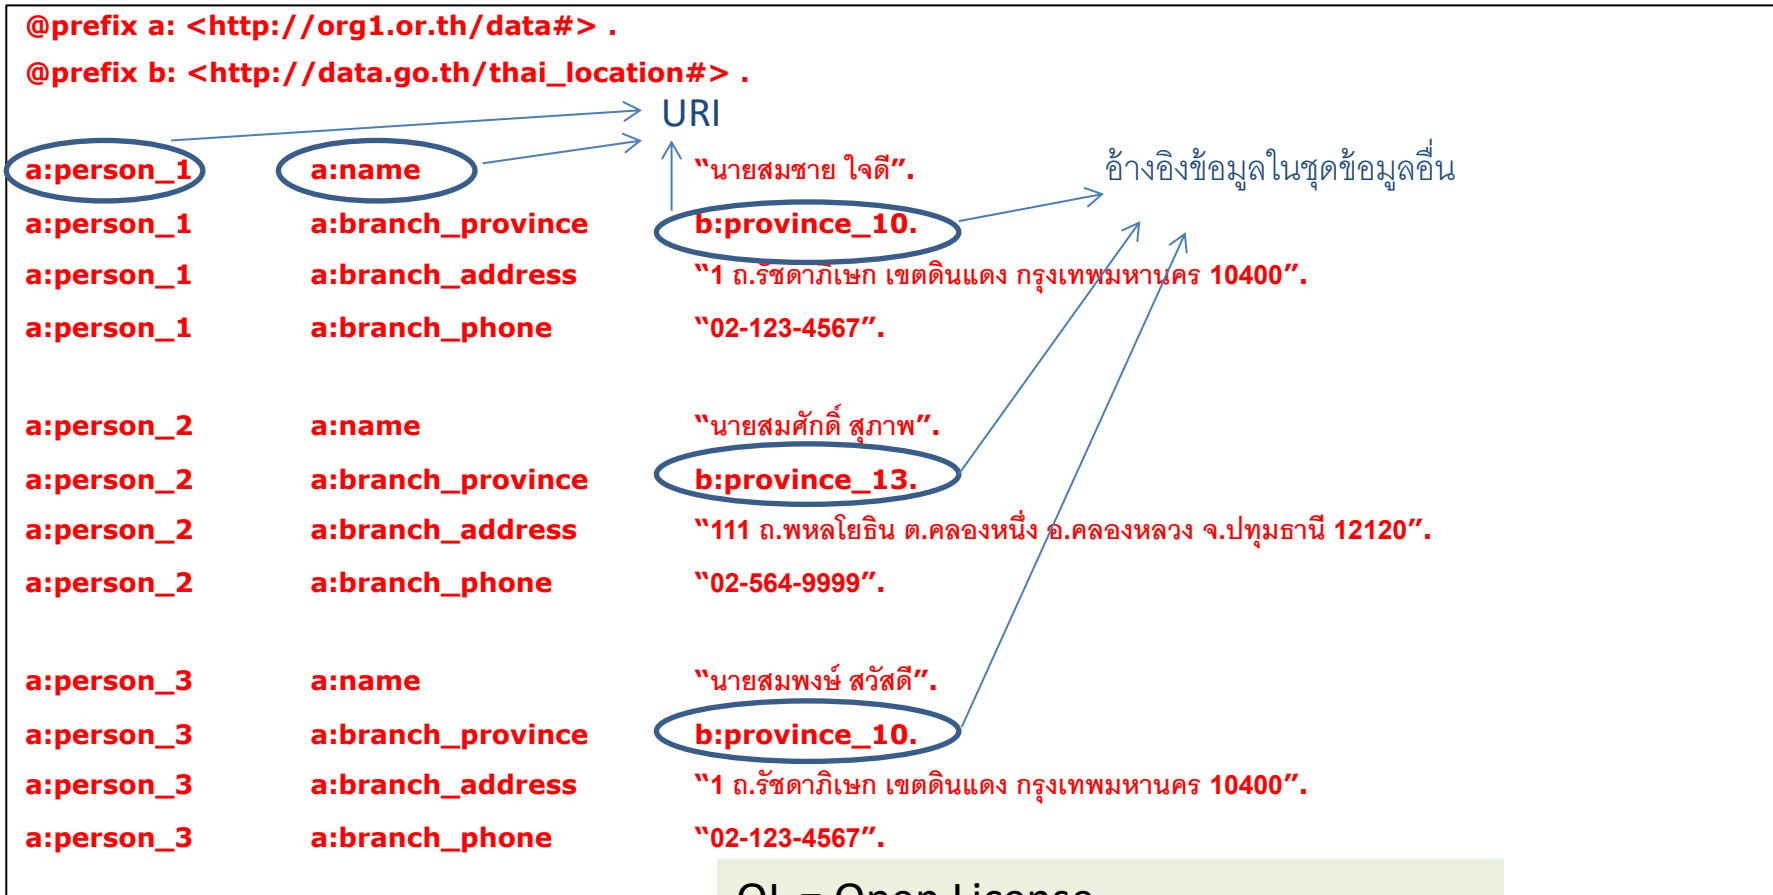 @prefix a: <http://org1.or.th/data#> .
@prefix b: <http://data.go.th/thai_location#> .
URI
a:person_1 a:name “นายสมชาย ใจดี”.
อ้างอิงข้อมูลในชุดข้อมูลอื่น
a:person_1 a:branch_province b:province_10.
a:person_1 a:branch_address “1 ถ.รัชดาภิเษก เขตดินแดง กรุงเทพมหานคร 10400”.
a:person_1 a:branch_phone “02-123-4567”.
a:person_2 a:name “นายสมศักดิ์ สุภาพ”.
a:person_2 a:branch_province b:province_13.
a:person_2 a:branch_address “111 ถ.พหลโยธิน ต.คลองหนึ่ง อ.คลองหลวง จ.ปทุมธานี 12120”.
a:person_2 a:branch_phone “02-564-9999”.
a:person_3 a:name “นายสมพงษ์ สวัสดี”.
a:person_3 a:branch_province b:province_10.
a:person_3 a:branch_address “1 ถ.รัชดาภิเษก เขตดินแดง กรุงเทพมหานคร 10400”.
a:person_3 a:branch_phone “02-123-4567”.
OL = Open License